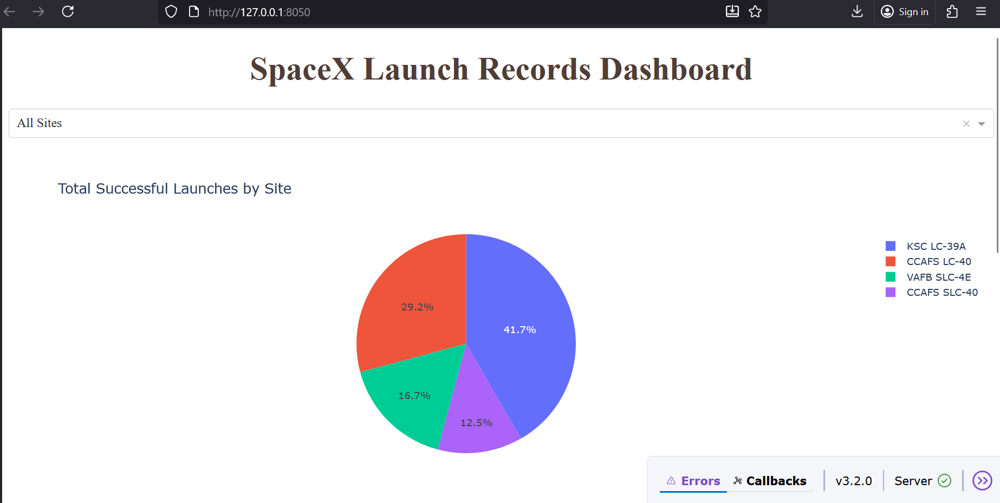 http://127.0.0.1:8050
Sign in
SpaceX Launch Records Dashboard
All Sites
Total Successful Launches by Site
KSC LC-39A
CCAFS LC-40
VAFB SLC-4E
CCAFS SLC-40
29.2%
41.7%
16.7%
12.5%
Errors Callbacks v3.2.0 Server